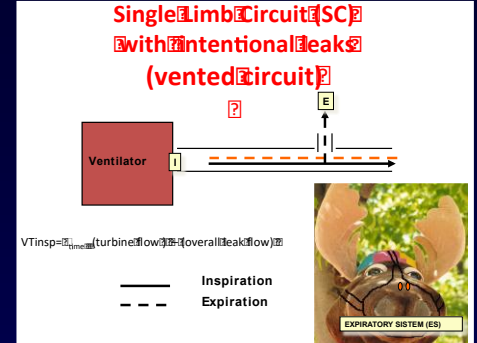 Single Limb Circuit (SC)
with intentional leaks
(vented circuit)
E
Ventilator
I
VTinsp= time (turbine flow) (overall leak flow)
Inspiration
Expiration
EXPIRATORY SISTEM (ES)